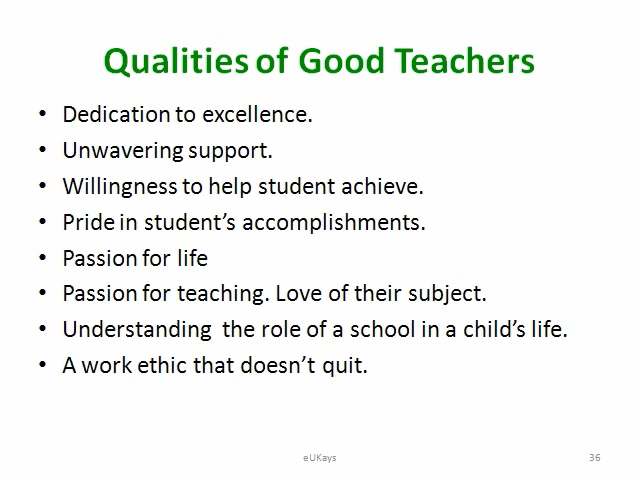 Qualities of Good Teachers
• Dedication to excellence.
• Unwavering support.
• Willingness to help student achieve.
• Pride in student’s accomplishments.
• Passion for life
• Passion for teaching. Love of their subject.
• Understanding  the role of a school in a child’s life.
• A work ethic that doesn’t quit.
eUKays
36